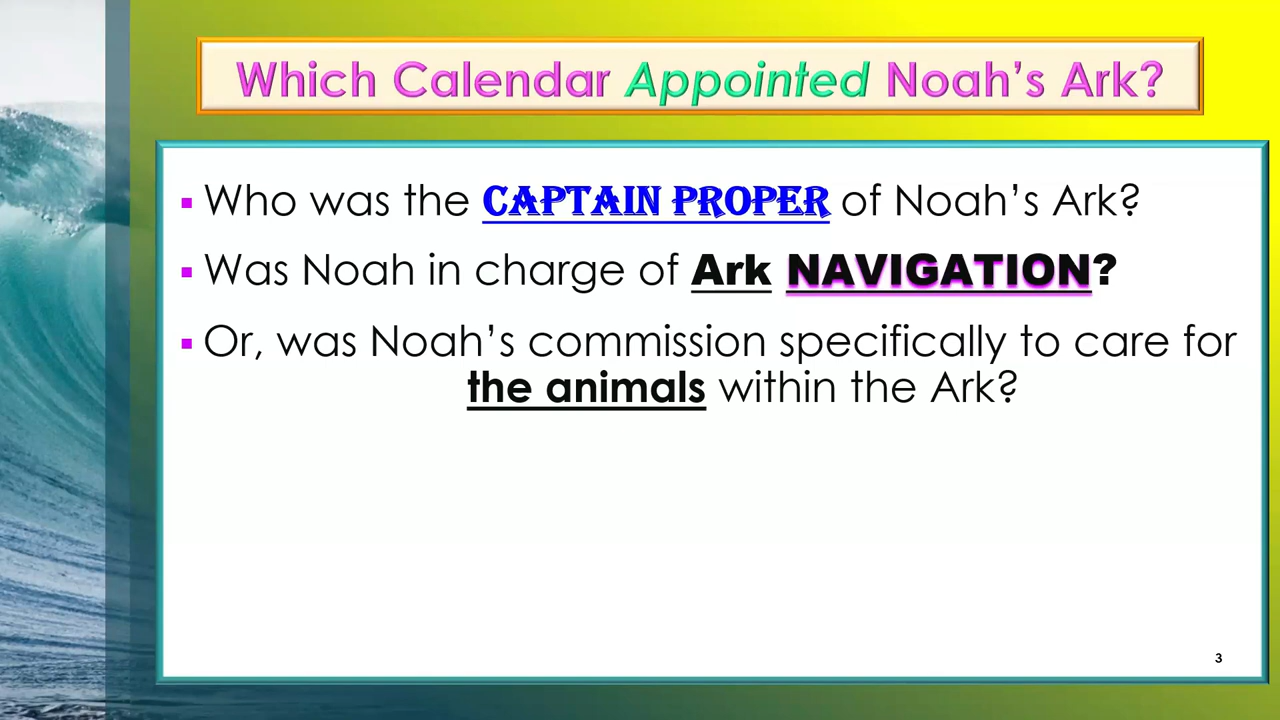 Which Calendar Appointed Noah’s Ark?
▪ Who was the CAPTAIN PROPER of Noah’s Ark?
▪ Was Noah in charge of Ark NAVIGATION?
▪ Or, was Noah’s commission specifically to care for
the animals within the Ark?
3